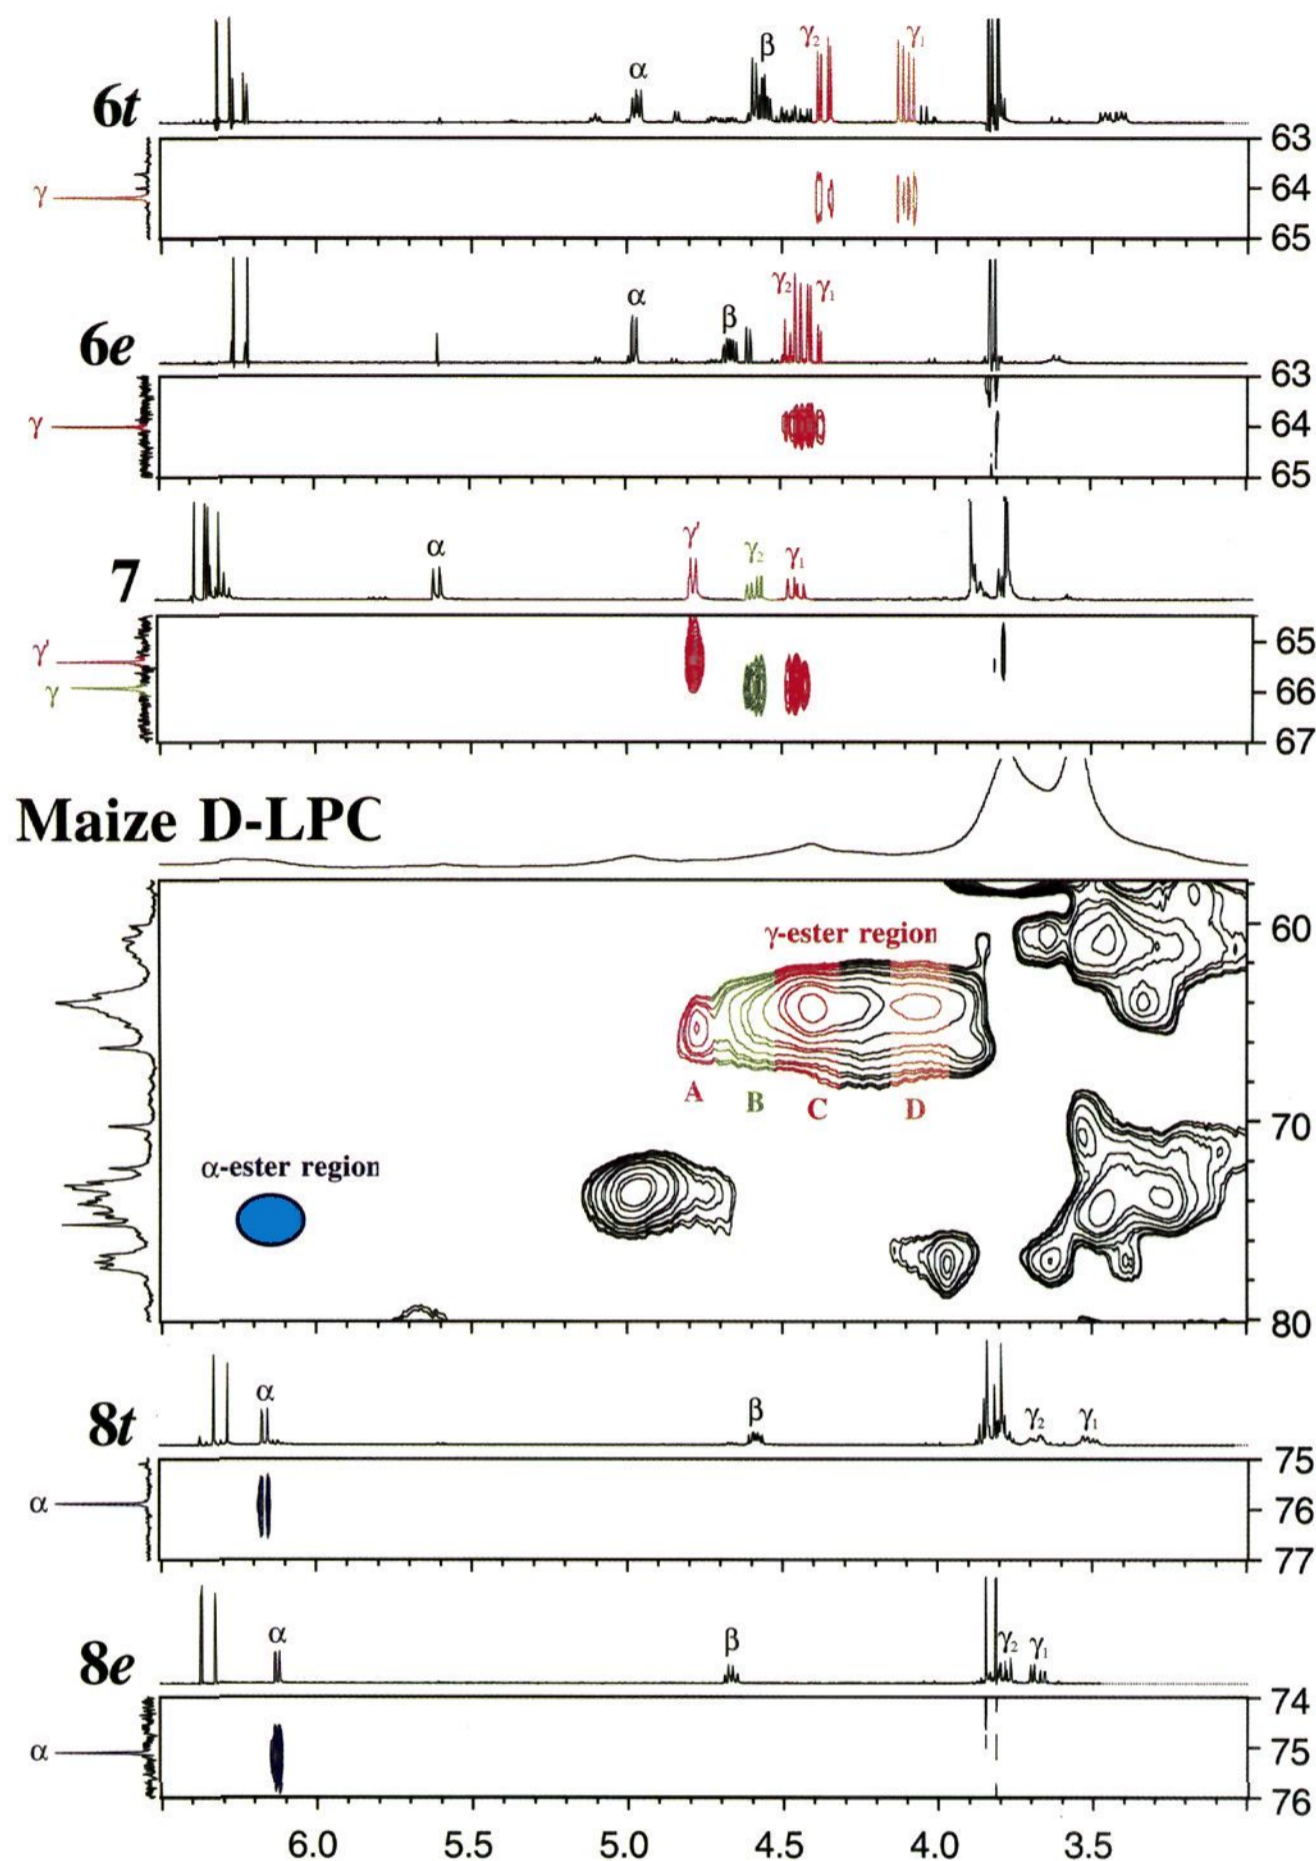 α β γ₂ γ₁
6t
63
γ 64
65
α β γ₂ γ₁
6e
63
γ 64
65
α γ' γ₂ γ₁
7
γ' 65
γ 66
67
Maize D-LPC
γ-ester region 60
A B C D
70
α-ester region
80
α β γ₂ γ₁
8t
75
α 76
77
α β γ₂ γ₁
8e
74
α 75
76
6.0 5.5 5.0 4.5 4.0 3.5